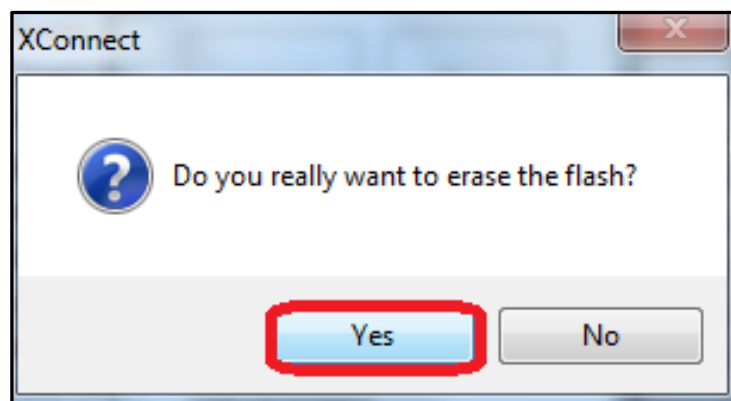 XConnect
Do you really want to erase the flash?
Yes
No